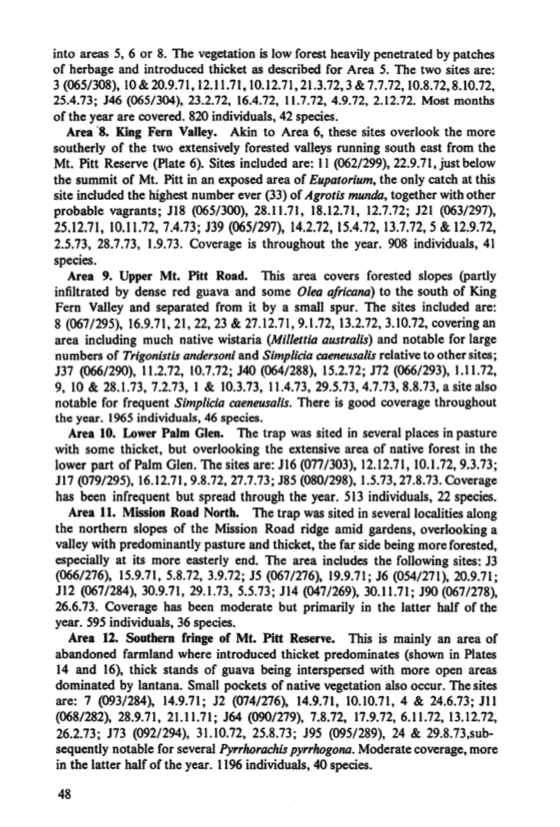 into areas 5, 6 or 8. The vegetation is low forest heavily penetrated by patches
of herbage and introduced thicket as described for Area 5. The two sites are:
3 (065/308), 10 & 20.9.71, 12.11.71, 10.12.71, 21.3.72, 3 & 7.7.72, 10.8.72, 8.10.72,
25.4.73; J46 (065/304), 23.2.72, 16.4.72, 11.7.72, 4.9.72, 2.12.72. Most months
of the year are covered. 820 individuals, 42 species.
Area 8. King Fern Valley. Akin to Area 6, these sites overlook the more
southerly of the two extensively forested valleys running south east from the
Mt. Pitt Reserve (Plate 6). Sites included are: 11 (062/299), 22.9.71, just below
the summit of Mt. Pitt in an exposed area of Eupatorium, the only catch at this
site included the highest number ever (33) of Agrotis munda, together with other
probable vagrants; J18 (065/300), 28.11.71, 18.12.71, 12.7.72; J21 (063/297),
25.12.71, 10.11.72, 7.4.73; J39 (065/297), 14.2.72, 15.4.72, 13.7.72, 5 & 12.9.72,
2.5.73, 28.7.73, 1.9.73. Coverage is throughout the year. 908 individuals, 41
species.
Area 9. Upper Mt. Pitt Road. This area covers forested slopes (partly
infiltrated by dense red guava and some Olea africana) to the south of King
Fern Valley and separated from it by a small spur. The sites included are:
8 (067/295), 16.9.71, 21, 22, 23 & 27.12.71, 9.1.72, 13.2.72, 3.10.72, covering an
area including much native wistaria (Millettia australis) and notable for large
numbers of Trigonistis andersoni and Simplicia caeneusalis relative to other sites;
J37 (066/290), 11.2.72, 10.7.72; J40 (064/288), 15.2.72; J72 (066/293), 1.11.72,
9, 10 & 28.1.73, 7.2.73, 1 & 10.3.73, 11.4.73, 29.5.73, 4.7.73, 8.8.73, a site also
notable for frequent Simplicia caeneusalis. There is good coverage throughout
the year. 1965 individuals, 46 species.
Area 10. Lower Palm Glen. The trap was sited in several places in pasture
with some thicket, but overlooking the extensive area of native forest in the
lower part of Palm Glen. The sites are: J16 (077/303), 12.12.71, 10.1.72, 9.3.73;
J17 (079/295), 16.12.71, 9.8.72, 27.7.73; J85 (080/298), 1.5.73, 27.8.73. Coverage
has been infrequent but spread through the year. 513 individuals, 22 species.
Area 11. Mission Road North. The trap was sited in several localities along
the northern slopes of the Mission Road ridge amid gardens, overlooking a
valley with predominantly pasture and thicket, the far side being more forested,
especially at its more easterly end. The area includes the following sites: J3
(066/276), 15.9.71, 5.8.72, 3.9.72; J5 (067/276), 19.9.71; J6 (054/271), 20.9.71;
J12 (067/284), 30.9.71, 29.1.73, 5.5.73; J14 (047/269), 30.11.71; J90 (067/278),
26.6.73. Coverage has been moderate but primarily in the latter half of the
year. 595 individuals, 36 species.
Area 12. Southern fringe of Mt. Pitt Reserve. This is mainly an area of
abandoned farmland where introduced thicket predominates (shown in Plates
14 and 16), thick stands of guava being interspersed with more open areas
dominated by lantana. Small pockets of native vegetation also occur. The sites
are: 7 (093/284), 14.9.71; J2 (074/276), 14.9.71, 10.10.71, 4 & 24.6.73; J11
(068/282), 28.9.71, 21.11.71; J64 (090/279), 7.8.72, 17.9.72, 6.11.72, 13.12.72,
26.2.73; J73 (092/294), 31.10.72, 25.8.73; J95 (095/289), 24 & 29.8.73,sub-
sequently notable for several Pyrrhorachis pyrrhogona. Moderate coverage, more
in the latter half of the year. 1196 individuals, 40 species.
48